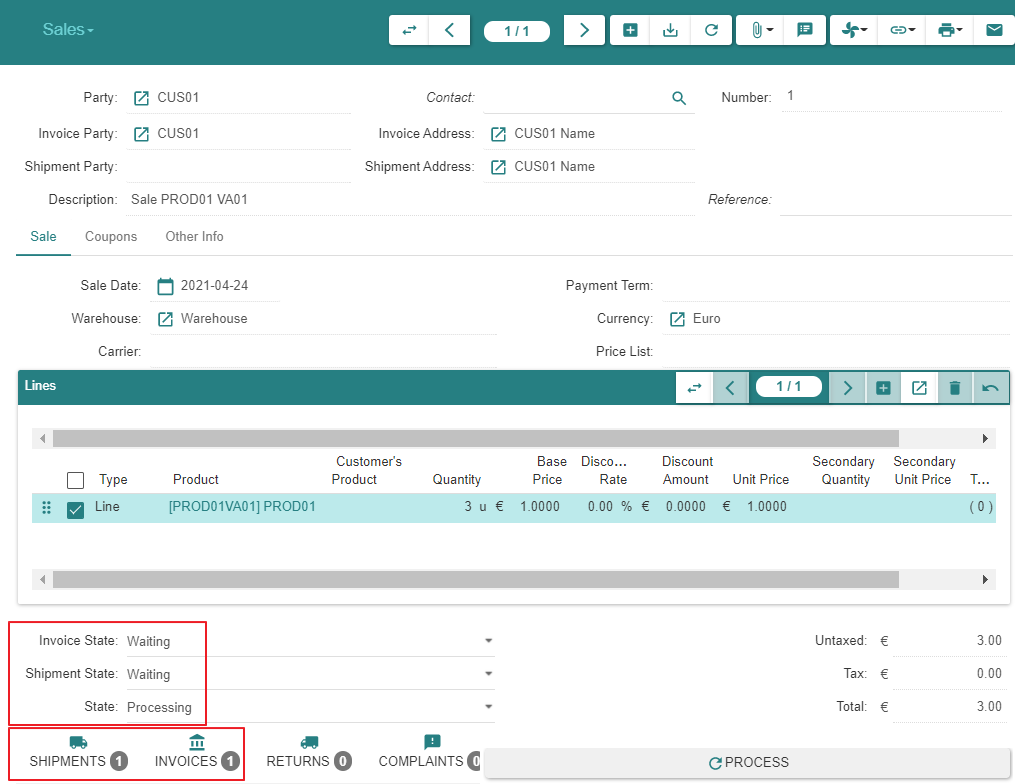 Sales
1 / 1
Party: CUS01 Contact: Number: 1
Invoice Party: CUS01 Invoice Address: CUS01 Name
Shipment Party: Shipment Address: CUS01 Name
Description: Sale PROD01 VA01 Reference:
Sale Coupons Other Info
Sale Date: 2021-04-24 Payment Term:
Warehouse: Warehouse Currency: Euro
Carrier: Price List:
Lines 1 / 1
Customer's Base Disco... Discount Secondary Secondary
Type Product Product Quantity Price Rate Amount Unit Price Quantity Unit Price T...
Line [PROD01VA01] PROD01 3 u € 1.0000 0.00 % € 0.0000 € 1.0000 ( 0 )
Invoice State: Waiting Untaxed: € 3.00
Shipment State: Waiting Tax: € 0.00
State: Processing Total: € 3.00
SHIPMENTS 1 INVOICES 1 RETURNS 0 COMPLAINTS 0 PROCESS